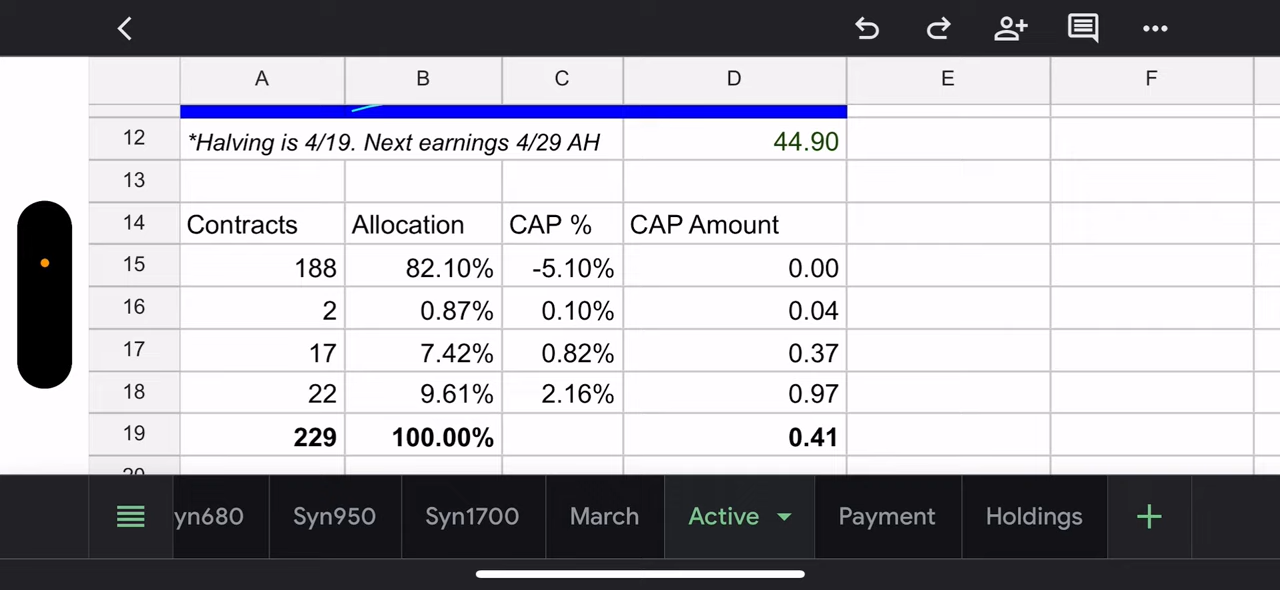 A B C D E F
12 *Halving is 4/19. Next earnings 4/29 AH 44.90
13
14 Contracts Allocation CAP % CAP Amount
15 188 82.10% -5.10% 0.00
16 2 0.87% 0.10% 0.04
17 17 7.42% 0.82% 0.37
18 22 9.61% 2.16% 0.97
19 229 100.00% 0.41
20
yn680 Syn950 Syn1700 March Active Payment Holdings